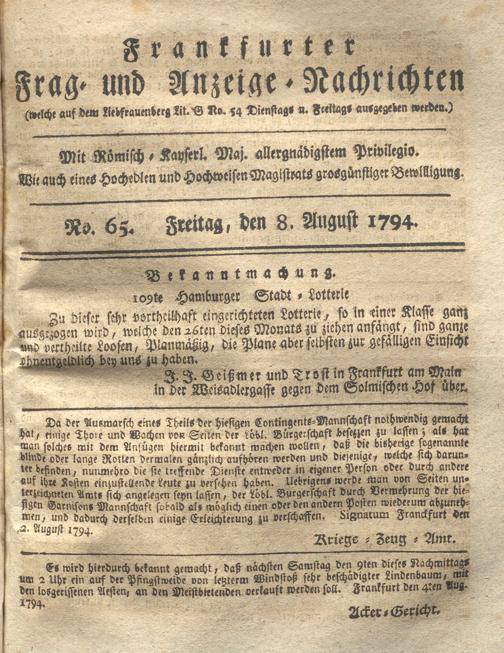 Frankfurter
Frag- und Anzeige-Nachrichten
(welche auf dem Liebfrauenberg Lit. G No. 54 Dienstags u. Freitags ausgegeben werden.)
Mit Römisch-Kayserl. Maj. allergnädigstem Privilegio.
Wie auch eines Hochedlen und Hochweisen Magistrats grosgünstiger Bewilligung.
No. 65. Freitag, den 8. August 1794.
Bekanntmachung.
109te Hamburger Stadt-Lotterie
Zu dieser sehr vortheilhaft eingerichteten Lotterie, so in einer Klasse ganz
ausgezogen wird, welche den 26ten dieses Monats zu ziehen anfängt, sind ganze
und vertheilte Loosen, Planmäßig, die Plane aber selbsten zur gefälligen Einsicht
ohnentgeldlich bey uns zu haben.
J. J. Geißmer und Trost in Frankfurt am Main
in der Weisadlergasse gegen dem Solmischen Hof über.
Da der Ausmarsch eines Theils der hiesigen Contingents-Mannschaft nothwendig gemacht
hat, einige Thore und Wachen von Seiten der löbl. Bürgerschaft besezzen zu lassen; als hat
man solches mit dem Anfügen hiermit bekannt machen wollen, daß die bisherige sogenannte
blinde oder lange Rotten dermalen gänzlich aufhören werden und diejenige, welche sich darun-
ter befinden, nunmehro die sie treffende Dienste entweder in eigener Person oder durch andere
auf ihre Kosten einzustellende Leute zu versehen haben. Uebrigens werde man von Seiten un-
terzeichneten Amts sich angelegen seyn lassen, der Löbl. Bürgerschaft durch Vermehrung der hie-
sigen Garnisons Mannschaft sobald als möglich einen oder den andern Posten wiederum abzuneh-
men, und dadurch derselben einige Erleichterung zu verschaffen. Signatum Franckfurt den
2. August 1794.
Kriegs-Zeug-Amt.
Es wird hierdurch bekannt gemacht, daß nächsten Samstag den 9ten dieses Nachmittags
um 2 Uhr ein auf der Pfingstweide von lezterm Windstoß sehr beschädigter Lindenbaum, mit
den losgerissenen Aesten, an den Meistbietenden verkauft werden soll. Frankfurt den 4ten Aug.
1794.
Acker-Gericht.